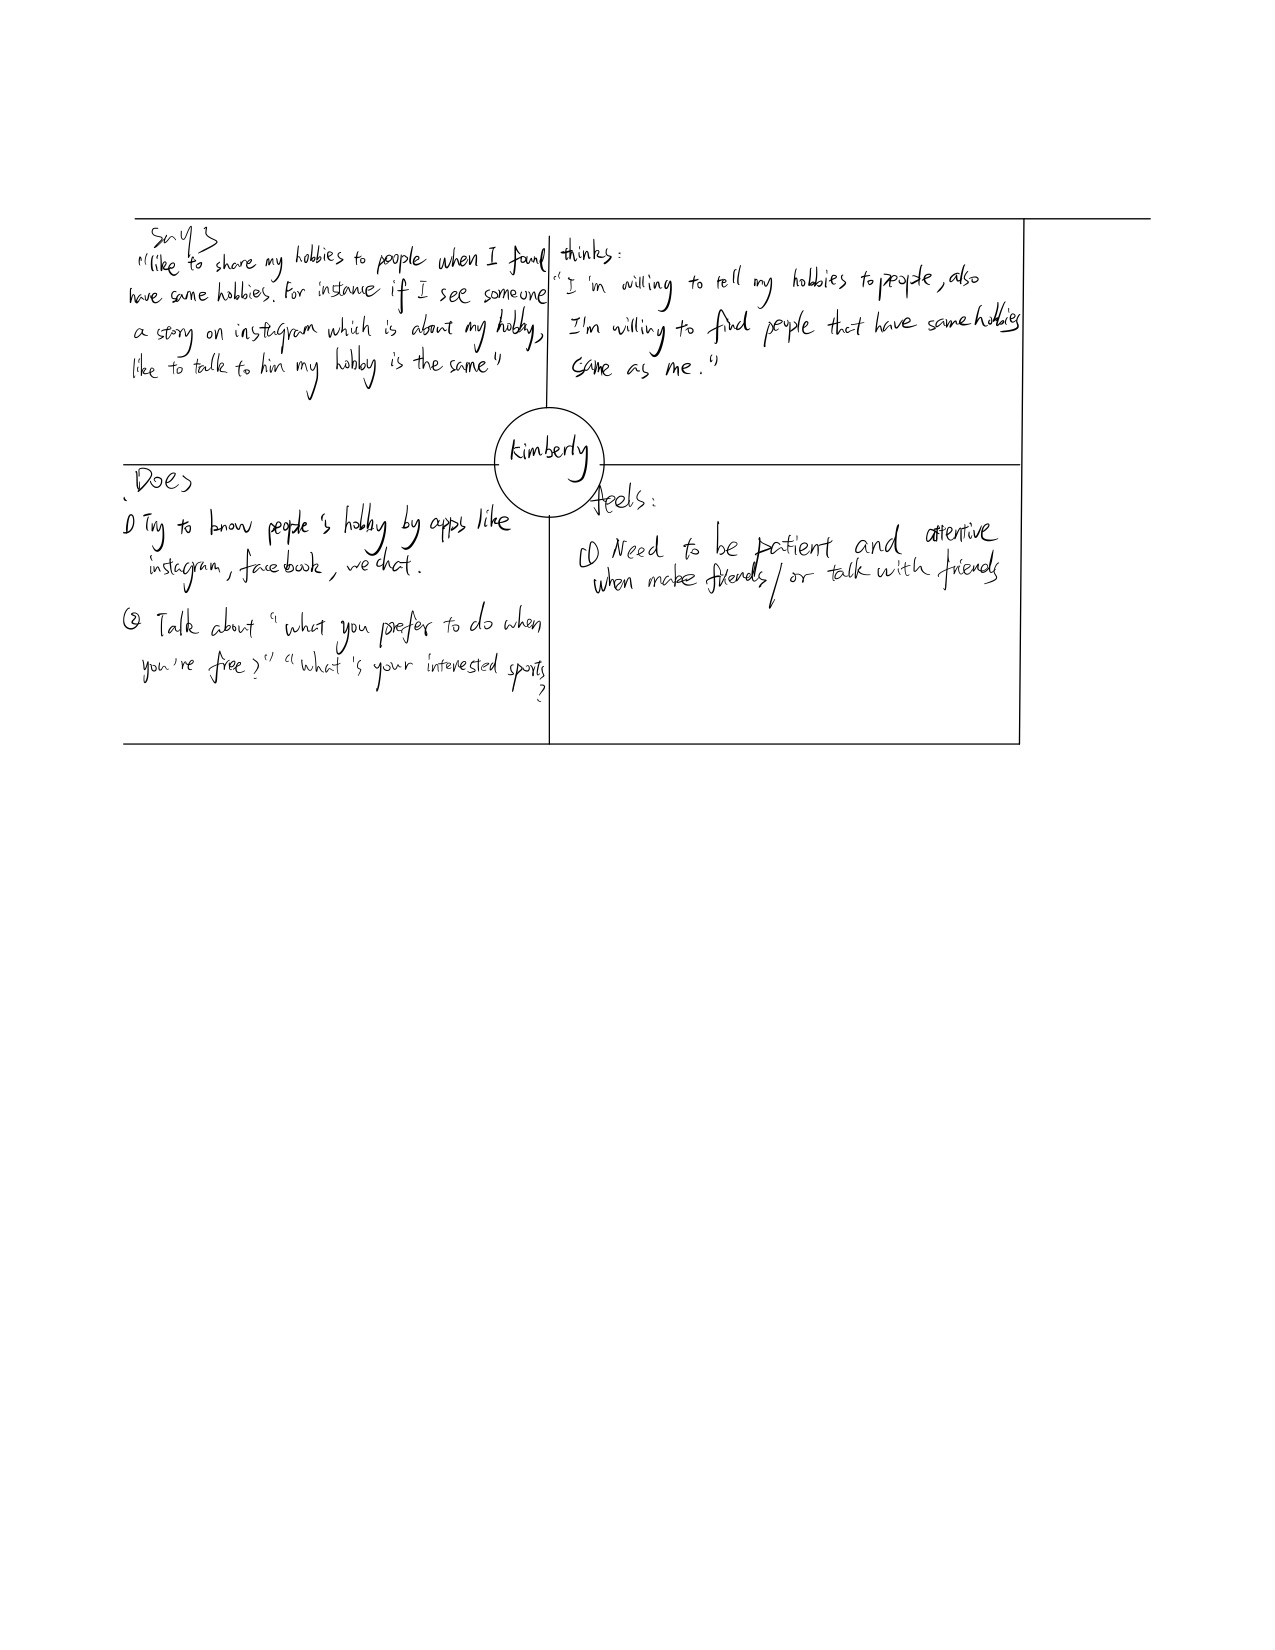 Says
"like to share my hobbies to people when I found
have same hobbies. For instance if I see someone
a story on instagram which is about my hobby,
like to talk to him my hobby is the same"
thinks:
"I'm willing to tell my hobbies to people, also
I'm willing to find people that have same hobbies
same as me."
kimberly
Does
① Try to know people's hobby by apps like
instagram, facebook, wechat.
② Talk about "what you prefer to do when
you're free?" "what's your interested sports
?
feels:
① Need to be patient and attentive
when make friends/or talk with friends